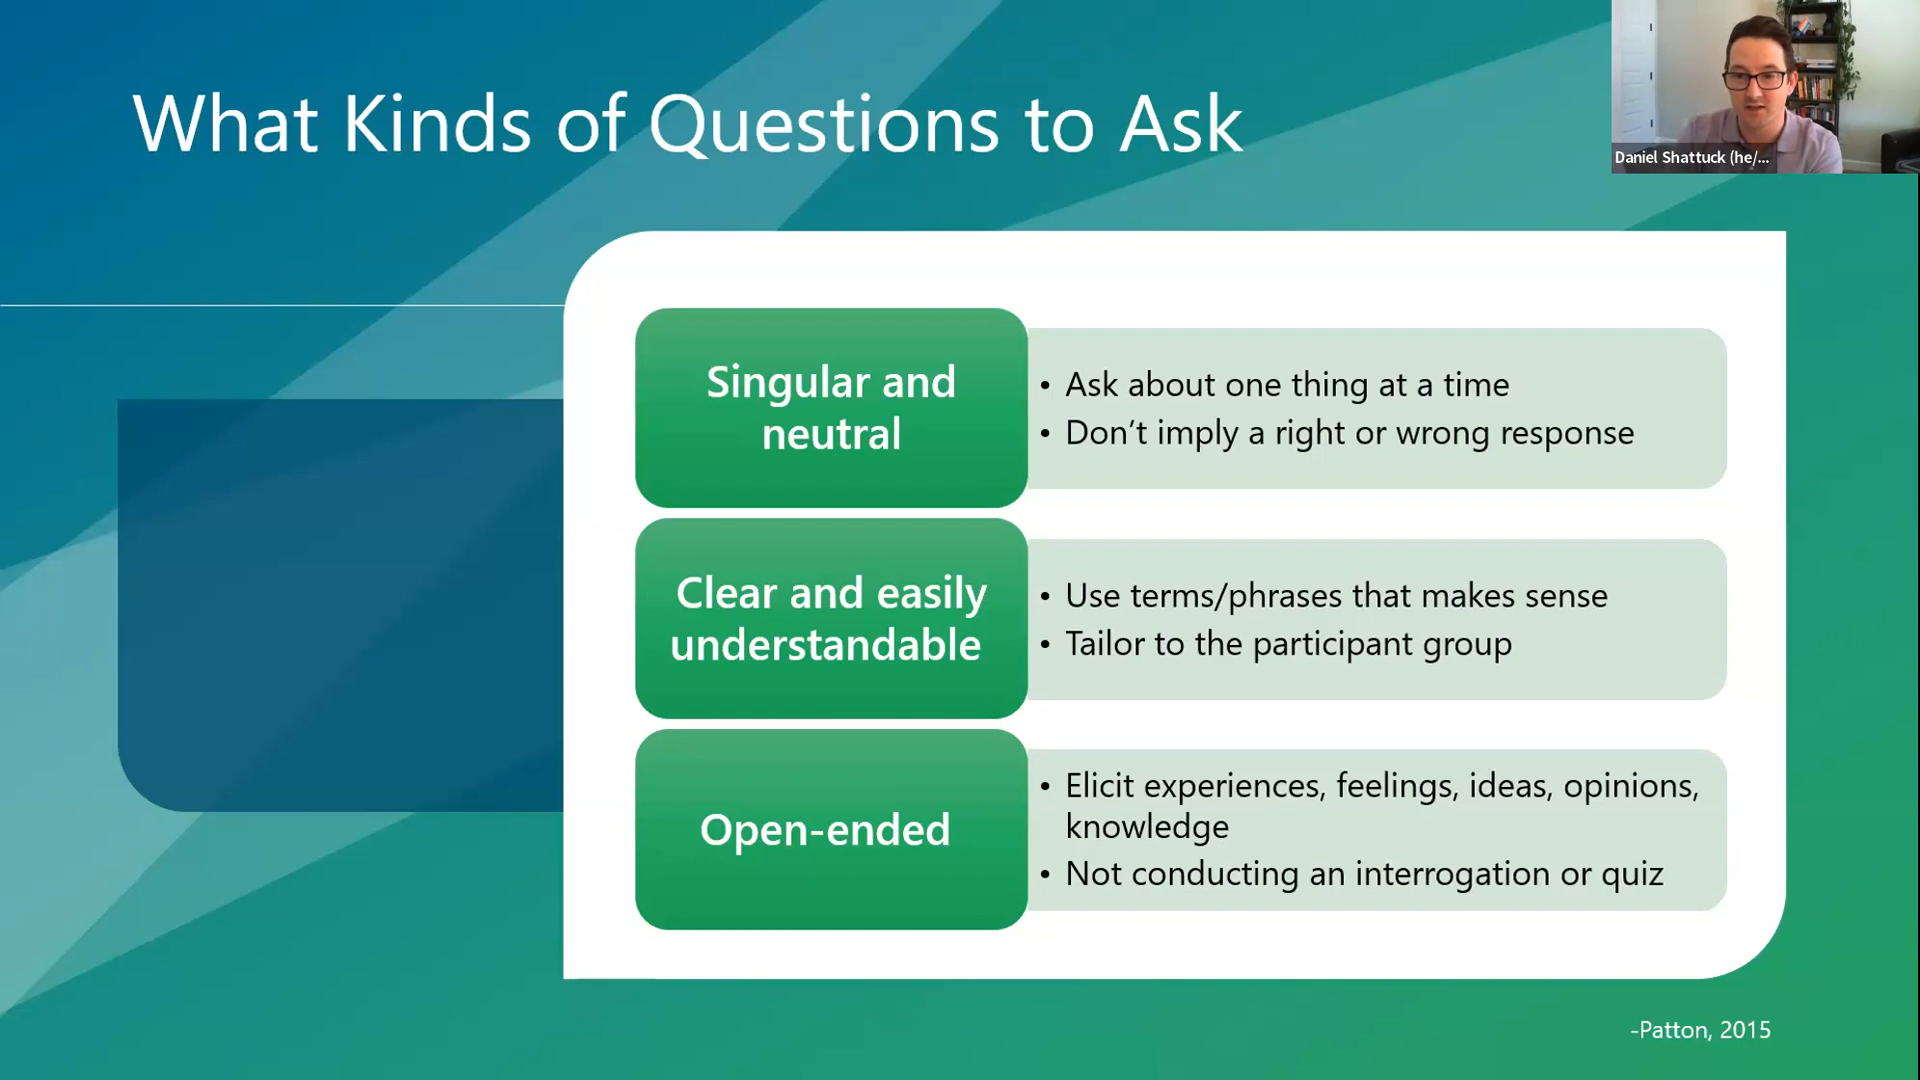 What Kinds of Questions to Ask
Daniel Shattuck (he/...
Singular and
neutral
• Ask about one thing at a time
• Don’t imply a right or wrong response
Clear and easily
understandable
• Use terms/phrases that makes sense
• Tailor to the participant group
Open-ended
• Elicit experiences, feelings, ideas, opinions,
knowledge
• Not conducting an interrogation or quiz
-Patton, 2015